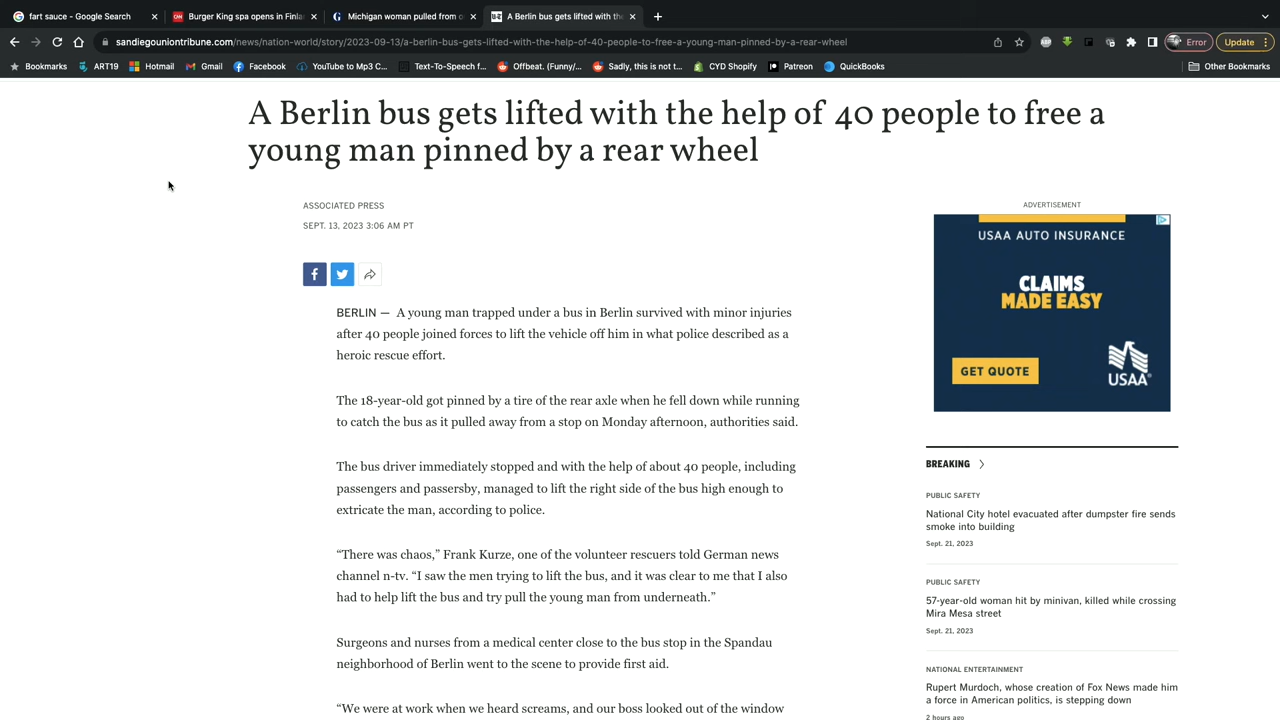 fart sauce - Google Search
Burger King spa opens in Finla
Michigan woman pulled from o
A Berlin bus gets lifted with the
sandiegouniontribune.com/news/nation-world/story/2023-09-13/a-berlin-bus-gets-lifted-with-the-help-of-40-people-to-free-a-young-man-pinned-by-a-rear-wheel
Error
Update
Bookmarks
ART19
Hotmail
Gmail
Facebook
YouTube to Mp3 C...
Text-To-Speech f...
Offbeat. (Funny/...
Sadly, this is not t...
CYD Shopify
Patreon
QuickBooks
Other Bookmarks
A Berlin bus gets lifted with the help of 40 people to free a
young man pinned by a rear wheel
ASSOCIATED PRESS
SEPT. 13, 2023 3:06 AM PT
BERLIN — A young man trapped under a bus in Berlin survived with minor injuries
after 40 people joined forces to lift the vehicle off him in what police described as a
heroic rescue effort.
The 18-year-old got pinned by a tire of the rear axle when he fell down while running
to catch the bus as it pulled away from a stop on Monday afternoon, authorities said.
The bus driver immediately stopped and with the help of about 40 people, including
passengers and passersby, managed to lift the right side of the bus high enough to
extricate the man, according to police.
“There was chaos,” Frank Kurze, one of the volunteer rescuers told German news
channel n-tv. “I saw the men trying to lift the bus, and it was clear to me that I also
had to help lift the bus and try pull the young man from underneath.”
Surgeons and nurses from a medical center close to the bus stop in the Spandau
neighborhood of Berlin went to the scene to provide first aid.
“We were at work when we heard screams, and our boss looked out of the window
ADVERTISEMENT
USAA AUTO INSURANCE
CLAIMS
MADE EASY
GET QUOTE
USAA®
BREAKING
PUBLIC SAFETY
National City hotel evacuated after dumpster fire sends
smoke into building
Sept. 21, 2023
PUBLIC SAFETY
57-year-old woman hit by minivan, killed while crossing
Mira Mesa street
Sept. 21, 2023
NATIONAL ENTERTAINMENT
Rupert Murdoch, whose creation of Fox News made him
a force in American politics, is stepping down
2 hours ago